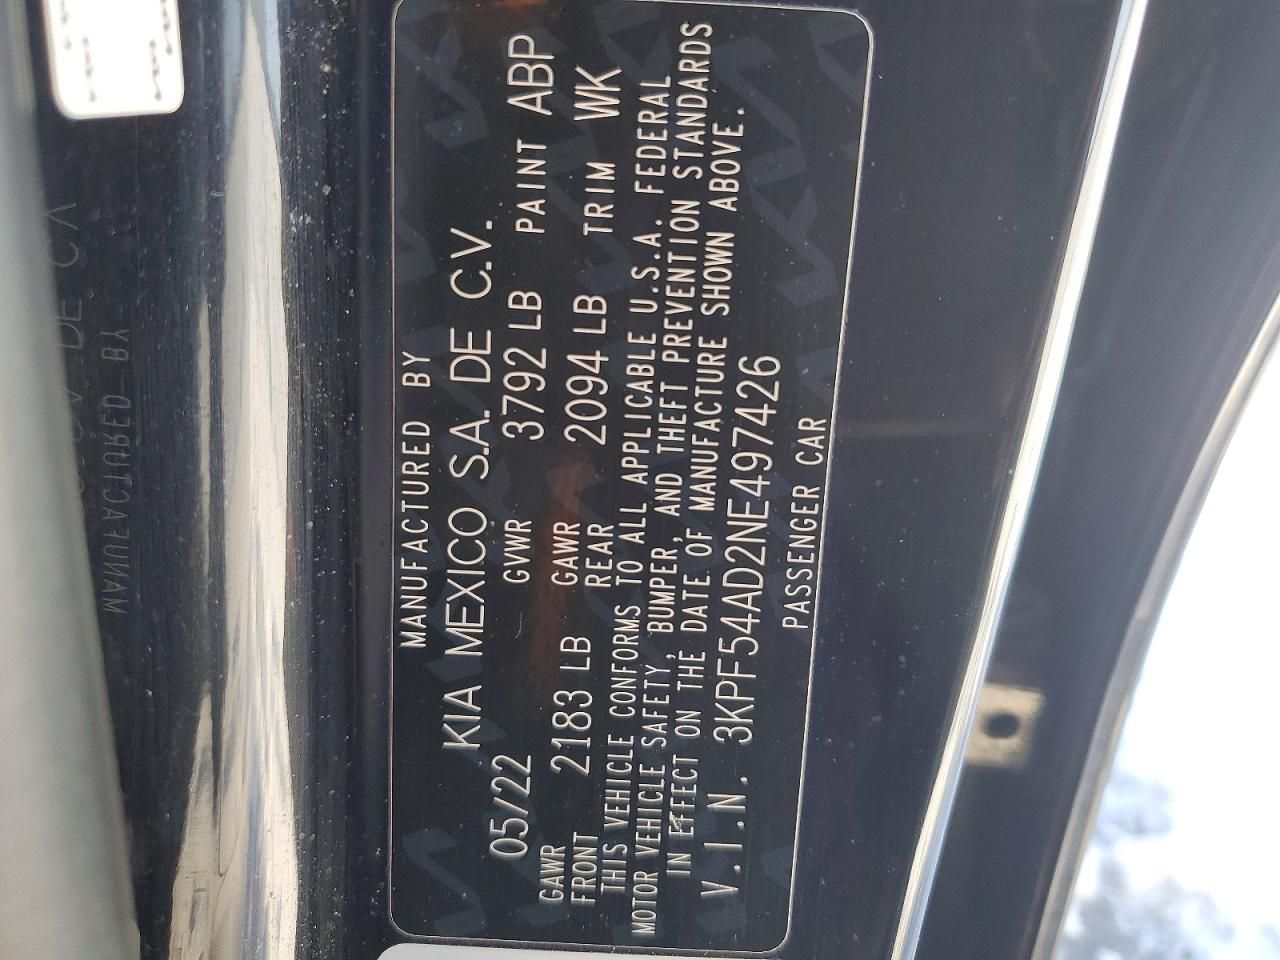 MANUFACTURED BY
KIA MEXICO S.A. DE C.V.
05/22 GVWR 3792 LB PAINT ABP
GAWR FRONT 2183 LB GAWR REAR 2094 LB TRIM WK
THIS VEHICLE CONFORMS TO ALL APPLICABLE U.S.A. FEDERAL
MOTOR VEHICLE SAFETY, BUMPER, AND THEFT PREVENTION STANDARDS
IN EFFECT ON THE DATE OF MANUFACTURE SHOWN ABOVE.
V.I.N. 3KPF54AD2NE497426
PASSENGER CAR
MANUFACTURED BY
DE C.V